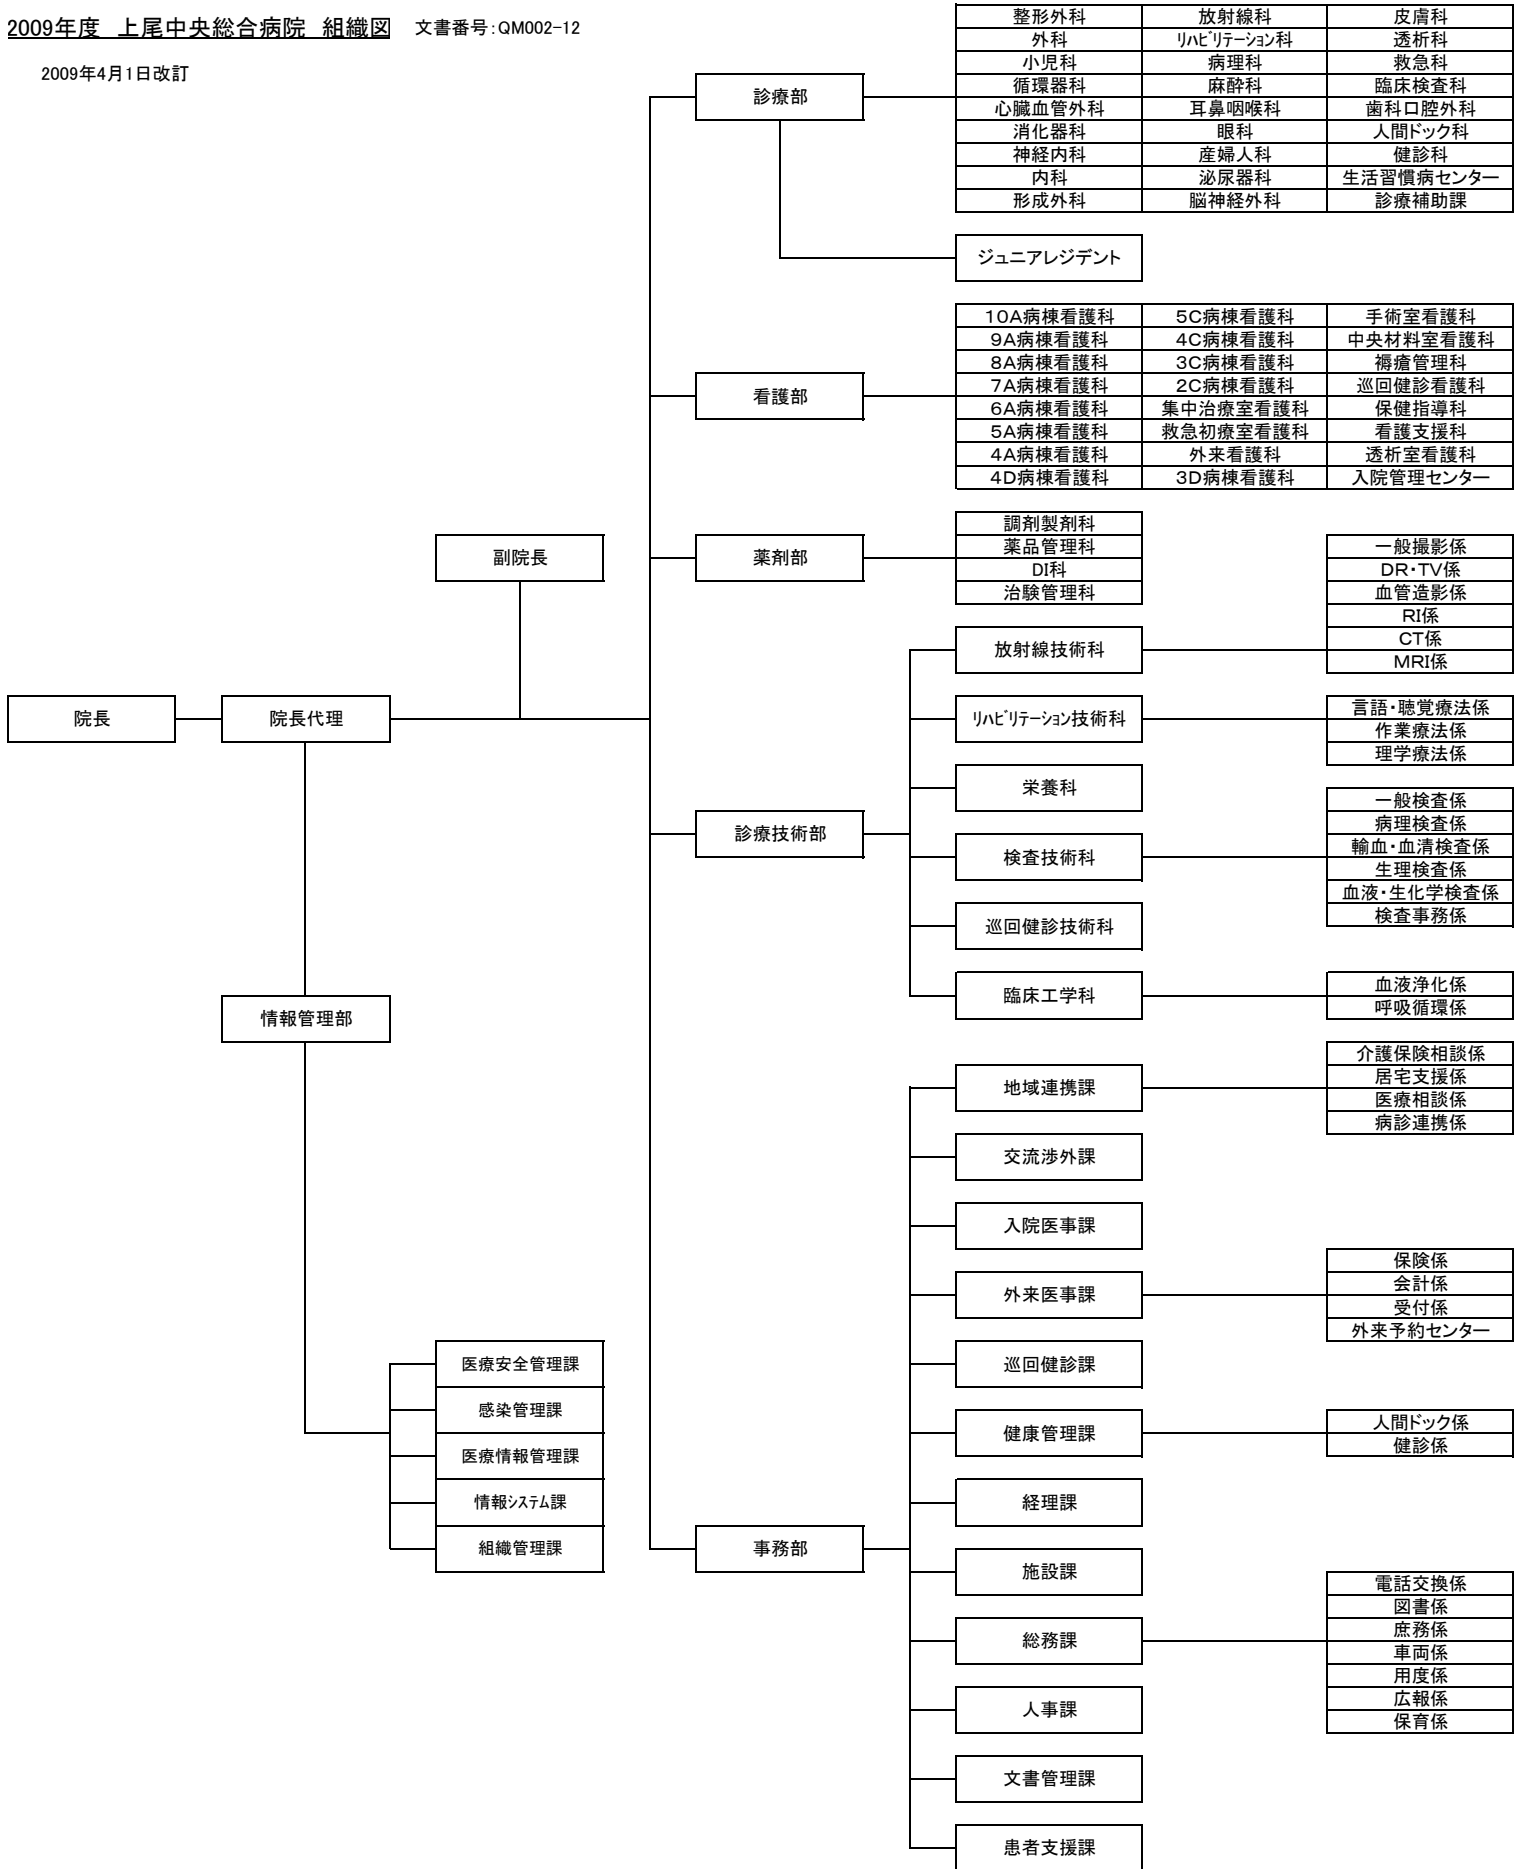 2009年度　上尾中央総合病院　組織図　文書番号:QM002-12
2009年4月1日改訂
院長
院長代理
副院長
情報管理部
医療安全管理課
感染管理課
医療情報管理課
情報ｼｽﾃﾑ課
組織管理課
診療部
整形外科　放射線科　皮膚科
外科　ﾘﾊﾋﾞﾘﾃｰｼｮﾝ科　透析科
小児科　病理科　救急科
循環器科　麻酔科　臨床検査科
心臓血管外科　耳鼻咽喉科　歯科口腔外科
消化器科　眼科　人間ドック科
神経内科　産婦人科　健診科
内科　泌尿器科　生活習慣病センター
形成外科　脳神経外科　診療補助課
ジュニアレジデント
看護部
10A病棟看護科　5C病棟看護科　手術室看護科
9A病棟看護科　4C病棟看護科　中央材料室看護科
8A病棟看護科　3C病棟看護科　褥瘡管理科
7A病棟看護科　2C病棟看護科　巡回健診看護科
6A病棟看護科　集中治療室看護科　保健指導科
5A病棟看護科　救急初療室看護科　看護支援科
4A病棟看護科　外来看護科　透析室看護科
4D病棟看護科　3D病棟看護科　入院管理センター
薬剤部
調剤製剤科
薬品管理科
DI科
治験管理科
診療技術部
放射線技術科
一般撮影係
DR・TV係
血管造影係
RI係
CT係
MRI係
ﾘﾊﾋﾞﾘﾃｰｼｮﾝ技術科
言語・聴覚療法係
作業療法係
理学療法係
栄養科
検査技術科
一般検査係
病理検査係
輸血・血清検査係
生理検査係
血液・生化学検査係
検査事務係
巡回健診技術科
臨床工学科
血液浄化係
呼吸循環係
事務部
地域連携課
介護保険相談係
居宅支援係
医療相談係
病診連携係
交流渉外課
入院医事課
外来医事課
保険係
会計係
受付係
外来予約センター
巡回健診課
健康管理課
人間ドック係
健診係
経理課
施設課
総務課
電話交換係
図書係
庶務係
車両係
用度係
広報係
保育係
人事課
文書管理課
患者支援課